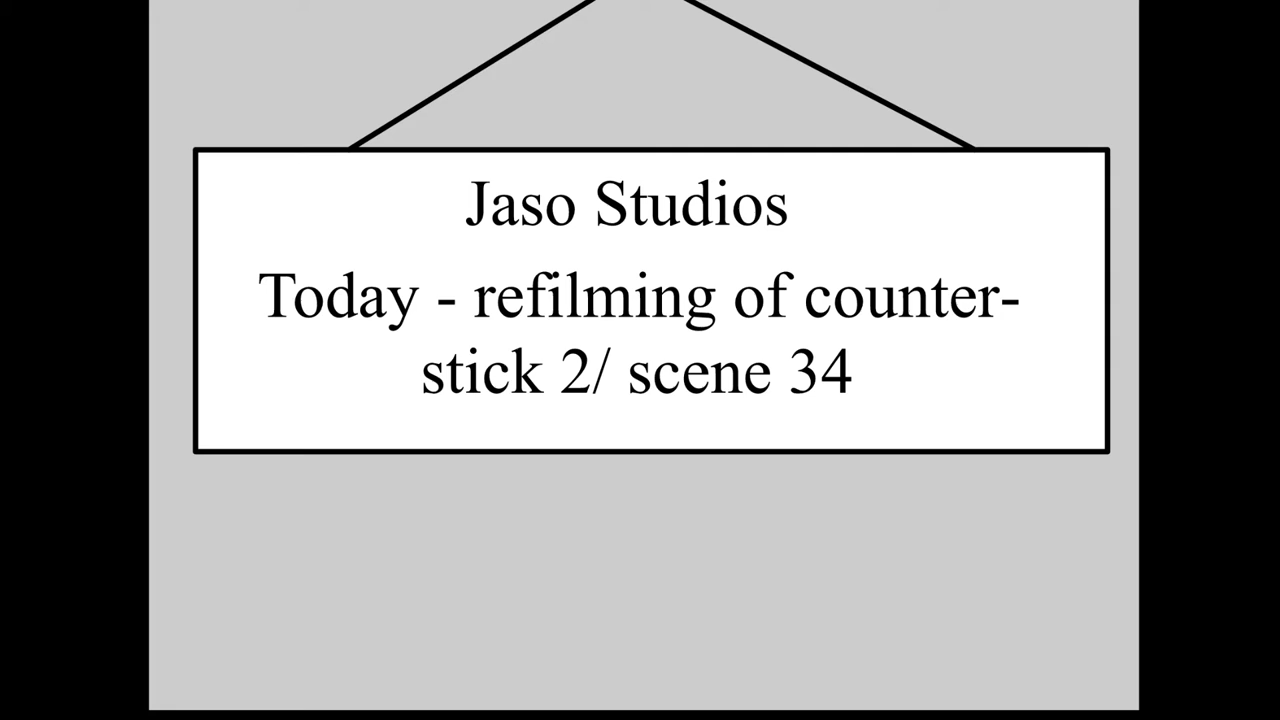 Jaso Studios
Today - refilming of counter-
stick 2/ scene 34